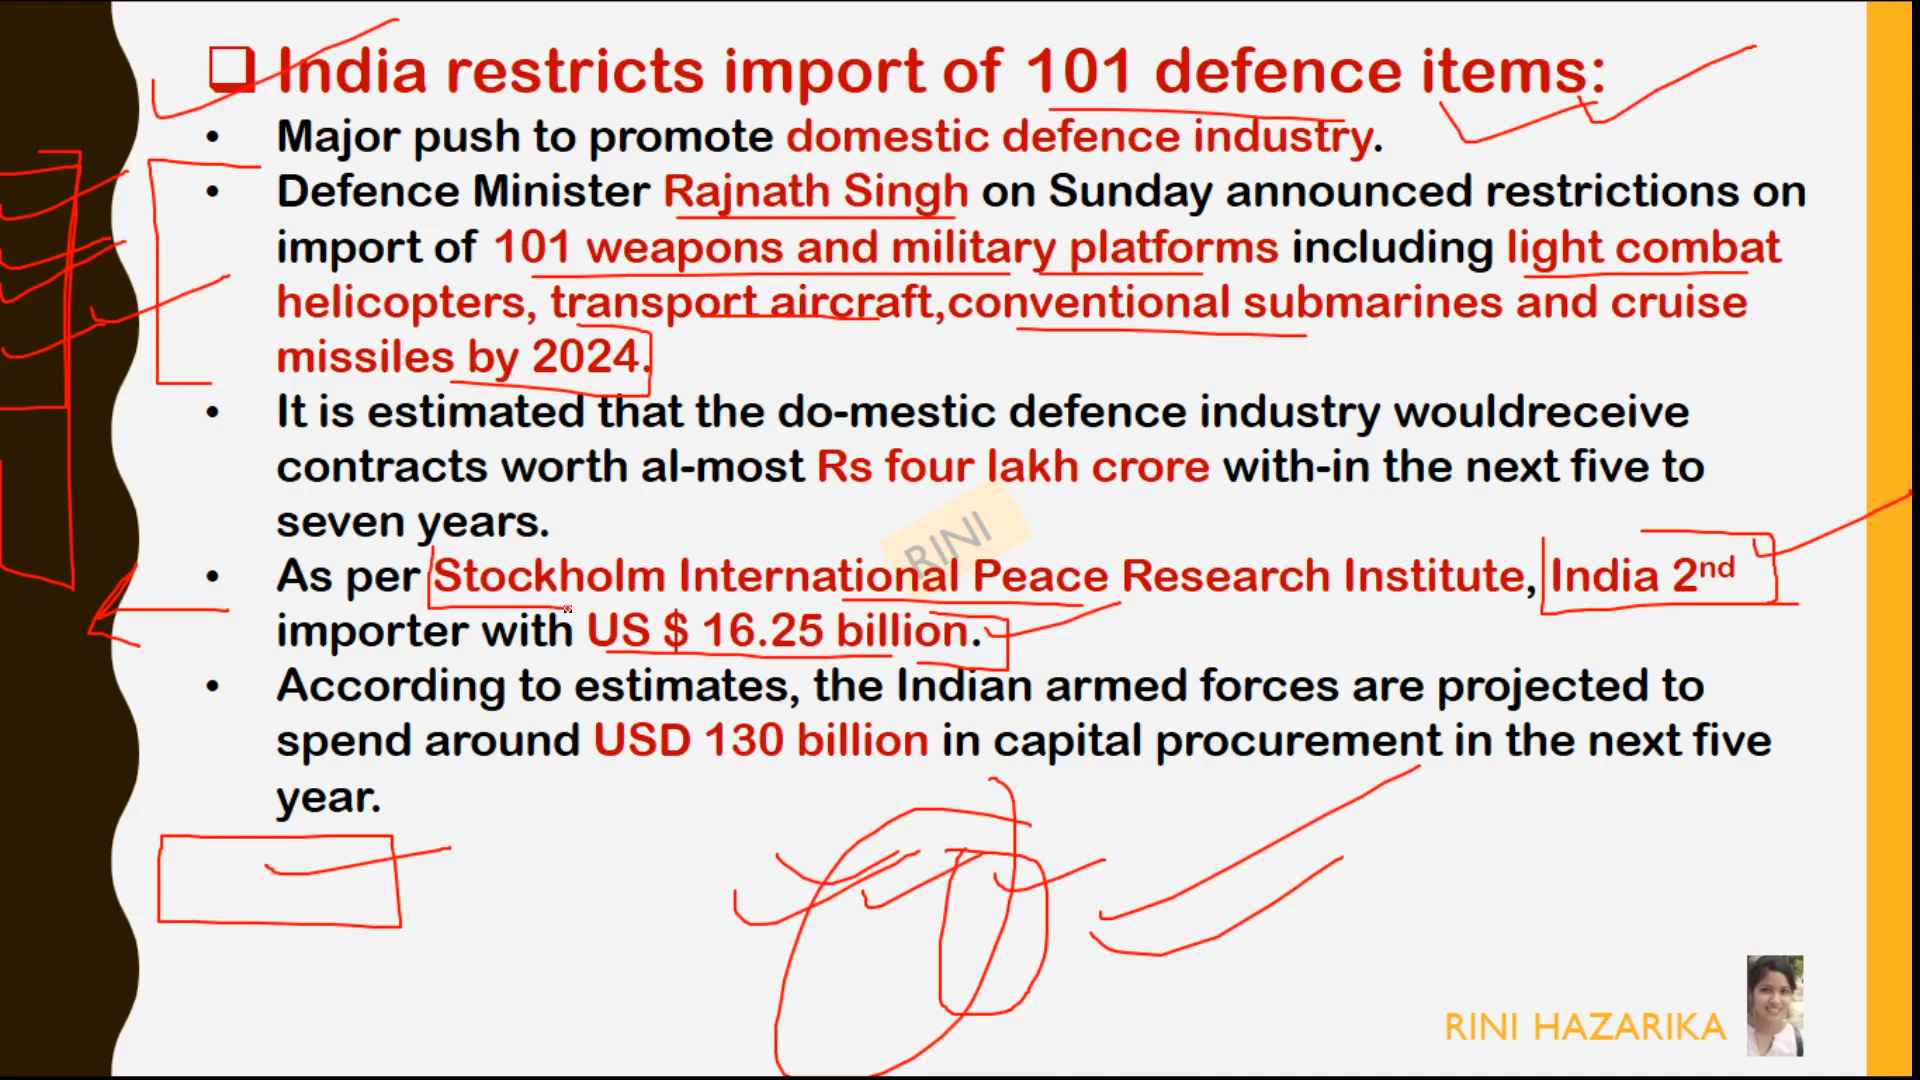 India restricts import of 101 defence items:
• Major push to promote domestic defence industry.
• Defence Minister Rajnath Singh on Sunday announced restrictions on
import of 101 weapons and military platforms including light combat
helicopters, transport aircraft,conventional submarines and cruise
missiles by 2024.
• It is estimated that the do-mestic defence industry wouldreceive
contracts worth al-most Rs four lakh crore with-in the next five to
seven years.
• As per Stockholm International Peace Research Institute, India 2nd
importer with US $ 16.25 billion.
• According to estimates, the Indian armed forces are projected to
spend around USD 130 billion in capital procurement in the next five
year.
RINI
RINI HAZARIKA